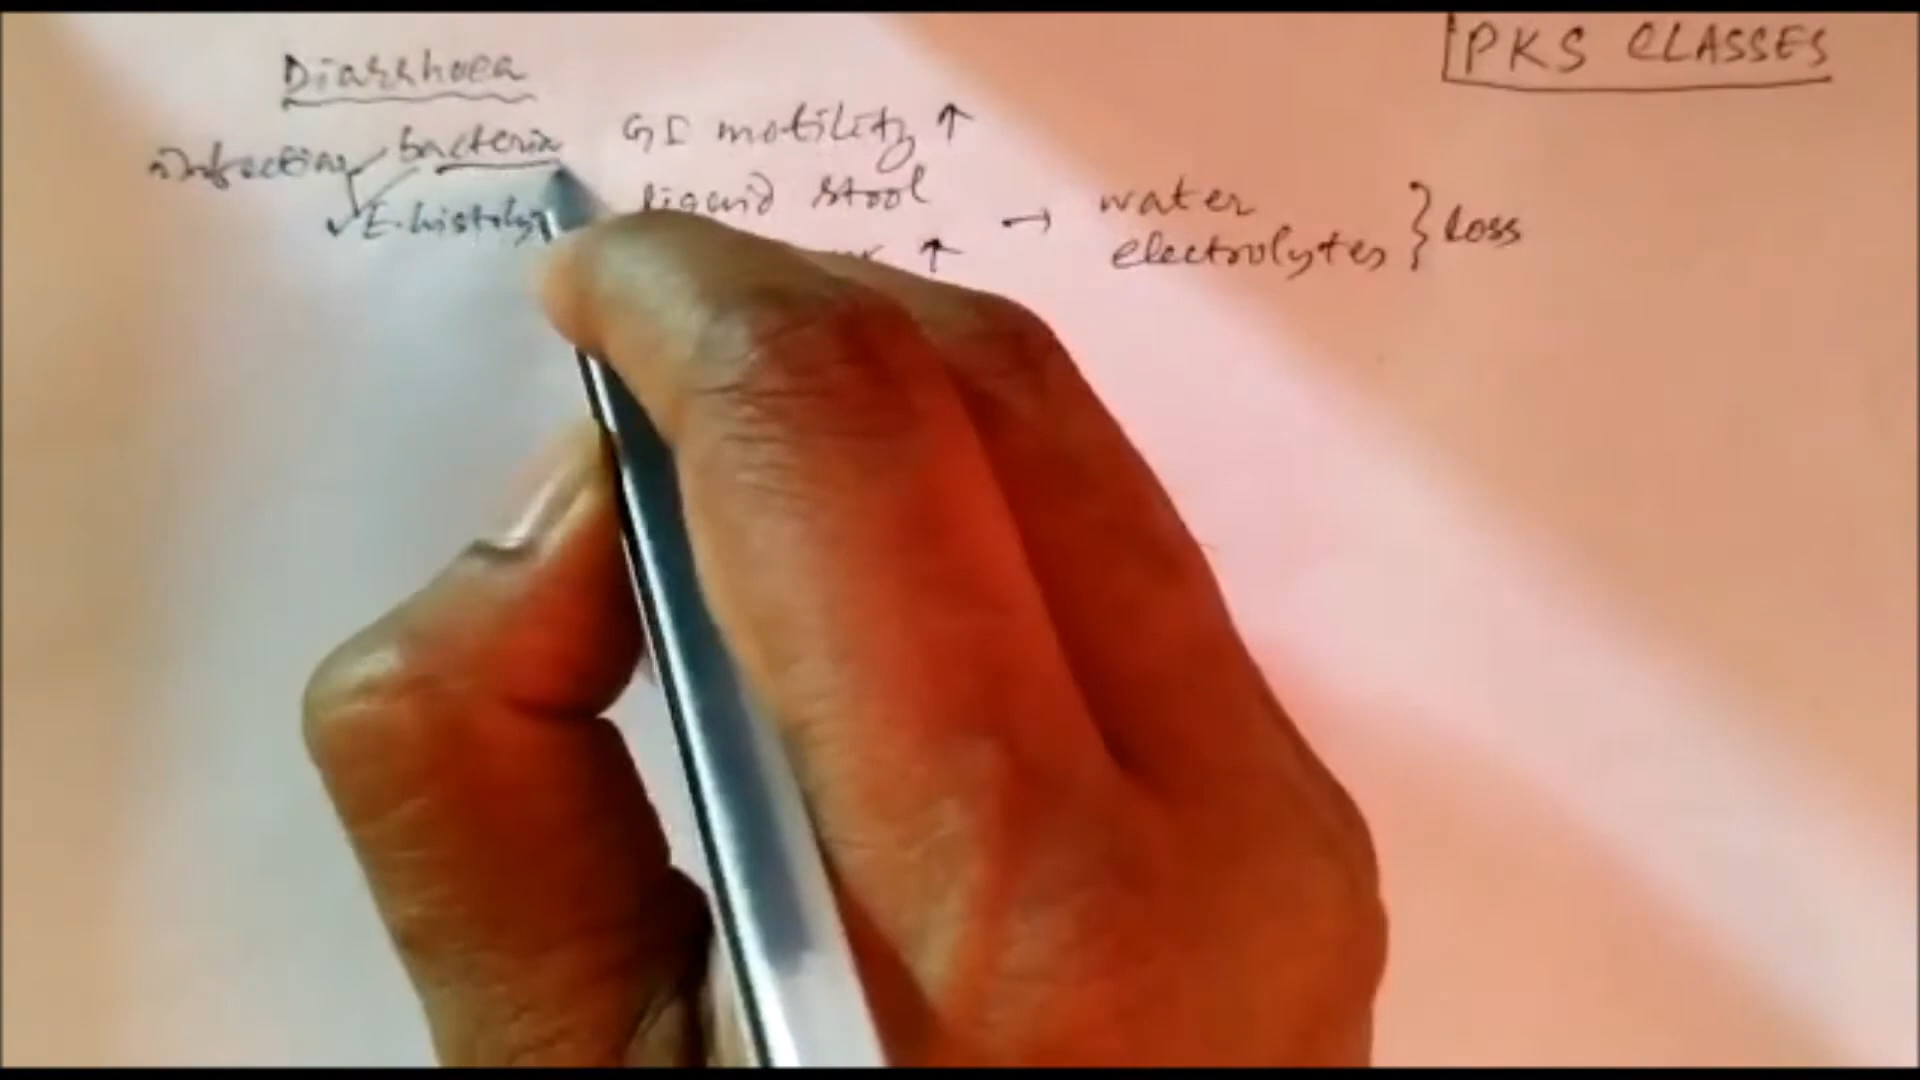 PKS CLASSES
Diarrhoea
Infection bacteria
E. histoly
GI motility ↑
liquid stool
↑
→ water
electrolytes } loss